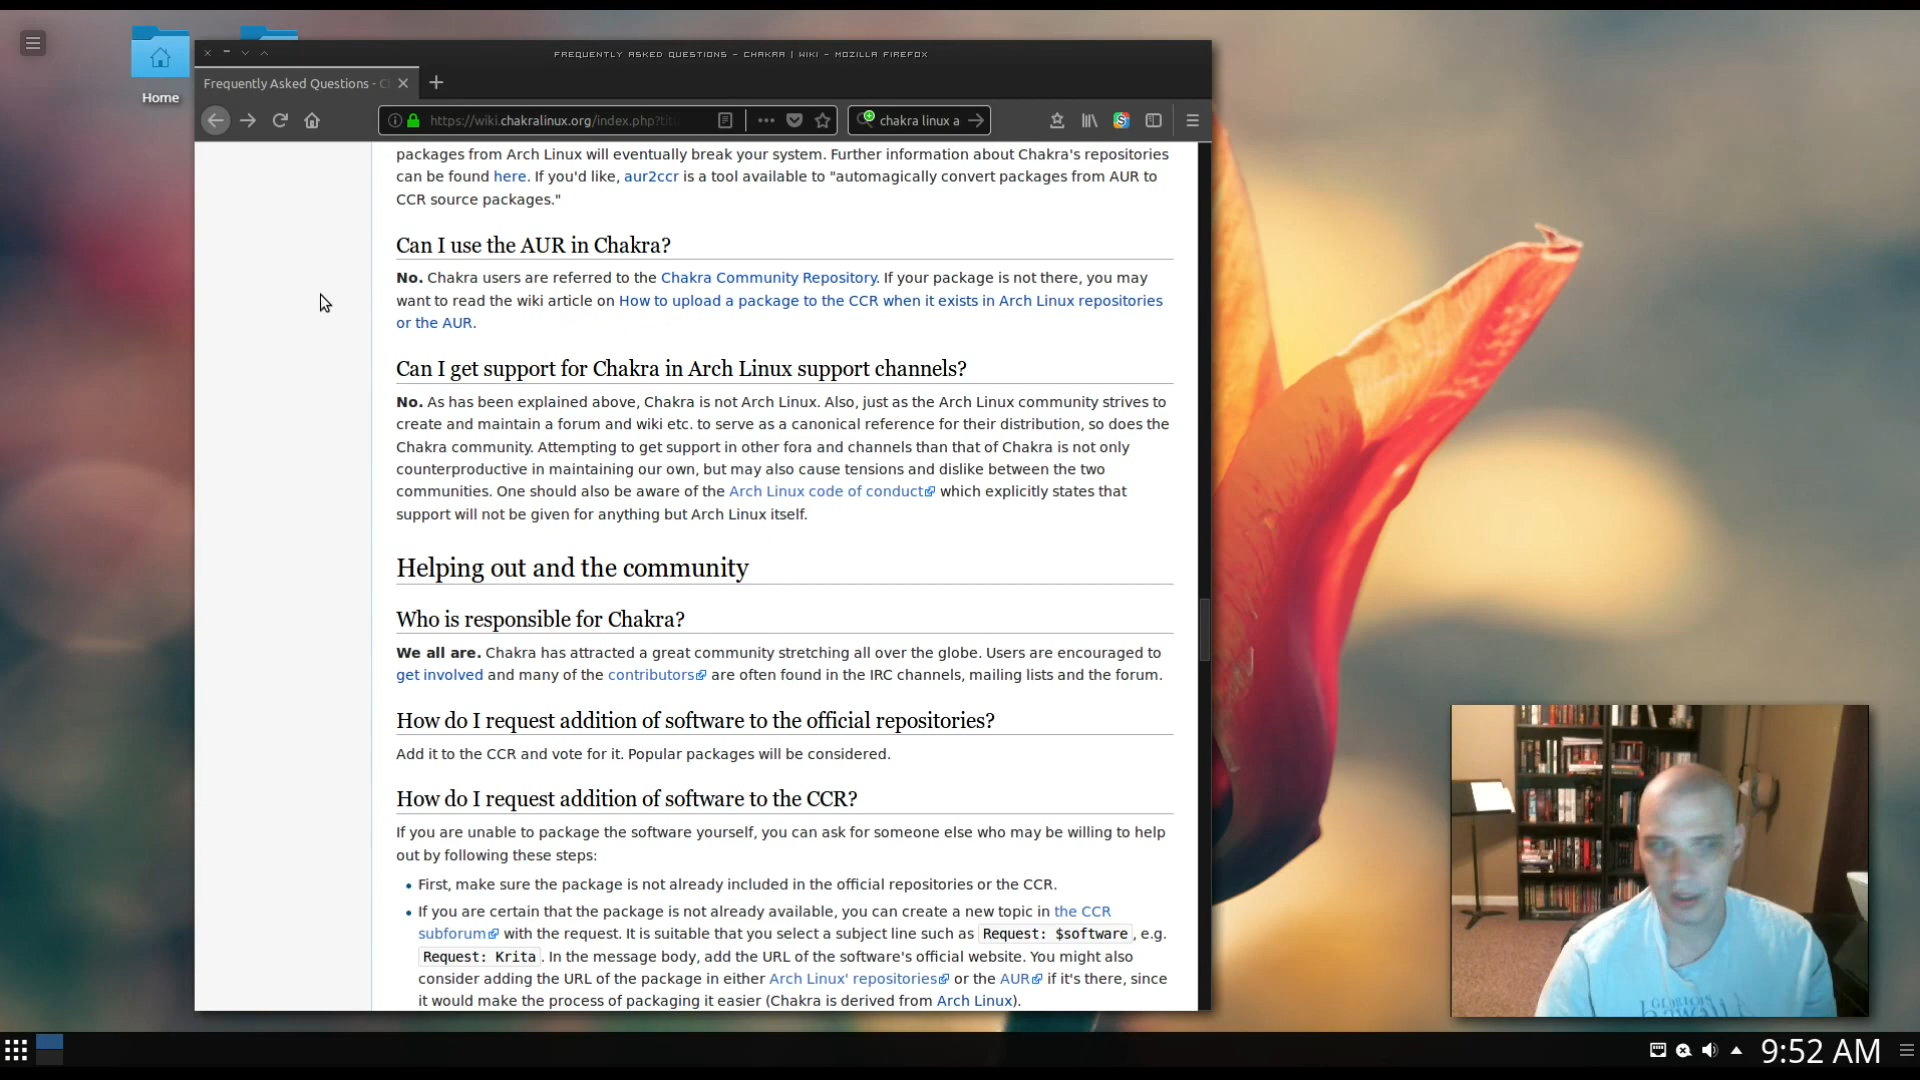 Home
FREQUENTLY ASKED QUESTIONS - CHAKRA | WIKI - MOZILLA FIREFOX
Frequently Asked Questions - C
https://wiki.chakralinux.org/index.php?titl
chakra linux a
packages from Arch Linux will eventually break your system. Further information about Chakra's repositories
can be found here. If you'd like, aur2ccr is a tool available to "automagically convert packages from AUR to
CCR source packages."
Can I use the AUR in Chakra?
No. Chakra users are referred to the Chakra Community Repository. If your package is not there, you may
want to read the wiki article on How to upload a package to the CCR when it exists in Arch Linux repositories
or the AUR.
Can I get support for Chakra in Arch Linux support channels?
No. As has been explained above, Chakra is not Arch Linux. Also, just as the Arch Linux community strives to
create and maintain a forum and wiki etc. to serve as a canonical reference for their distribution, so does the
Chakra community. Attempting to get support in other fora and channels than that of Chakra is not only
counterproductive in maintaining our own, but may also cause tensions and dislike between the two
communities. One should also be aware of the Arch Linux code of conduct which explicitly states that
support will not be given for anything but Arch Linux itself.
Helping out and the community
Who is responsible for Chakra?
We all are. Chakra has attracted a great community stretching all over the globe. Users are encouraged to
get involved and many of the contributors are often found in the IRC channels, mailing lists and the forum.
How do I request addition of software to the official repositories?
Add it to the CCR and vote for it. Popular packages will be considered.
How do I request addition of software to the CCR?
If you are unable to package the software yourself, you can ask for someone else who may be willing to help
out by following these steps:
First, make sure the package is not already included in the official repositories or the CCR.
If you are certain that the package is not already available, you can create a new topic in the CCR
subforum with the request. It is suitable that you select a subject line such as Request: $software, e.g.
Request: Krita. In the message body, add the URL of the software's official website. You might also
consider adding the URL of the package in either Arch Linux' repositories or the AUR if it's there, since
it would make the process of packaging it easier (Chakra is derived from Arch Linux).
9:52 AM